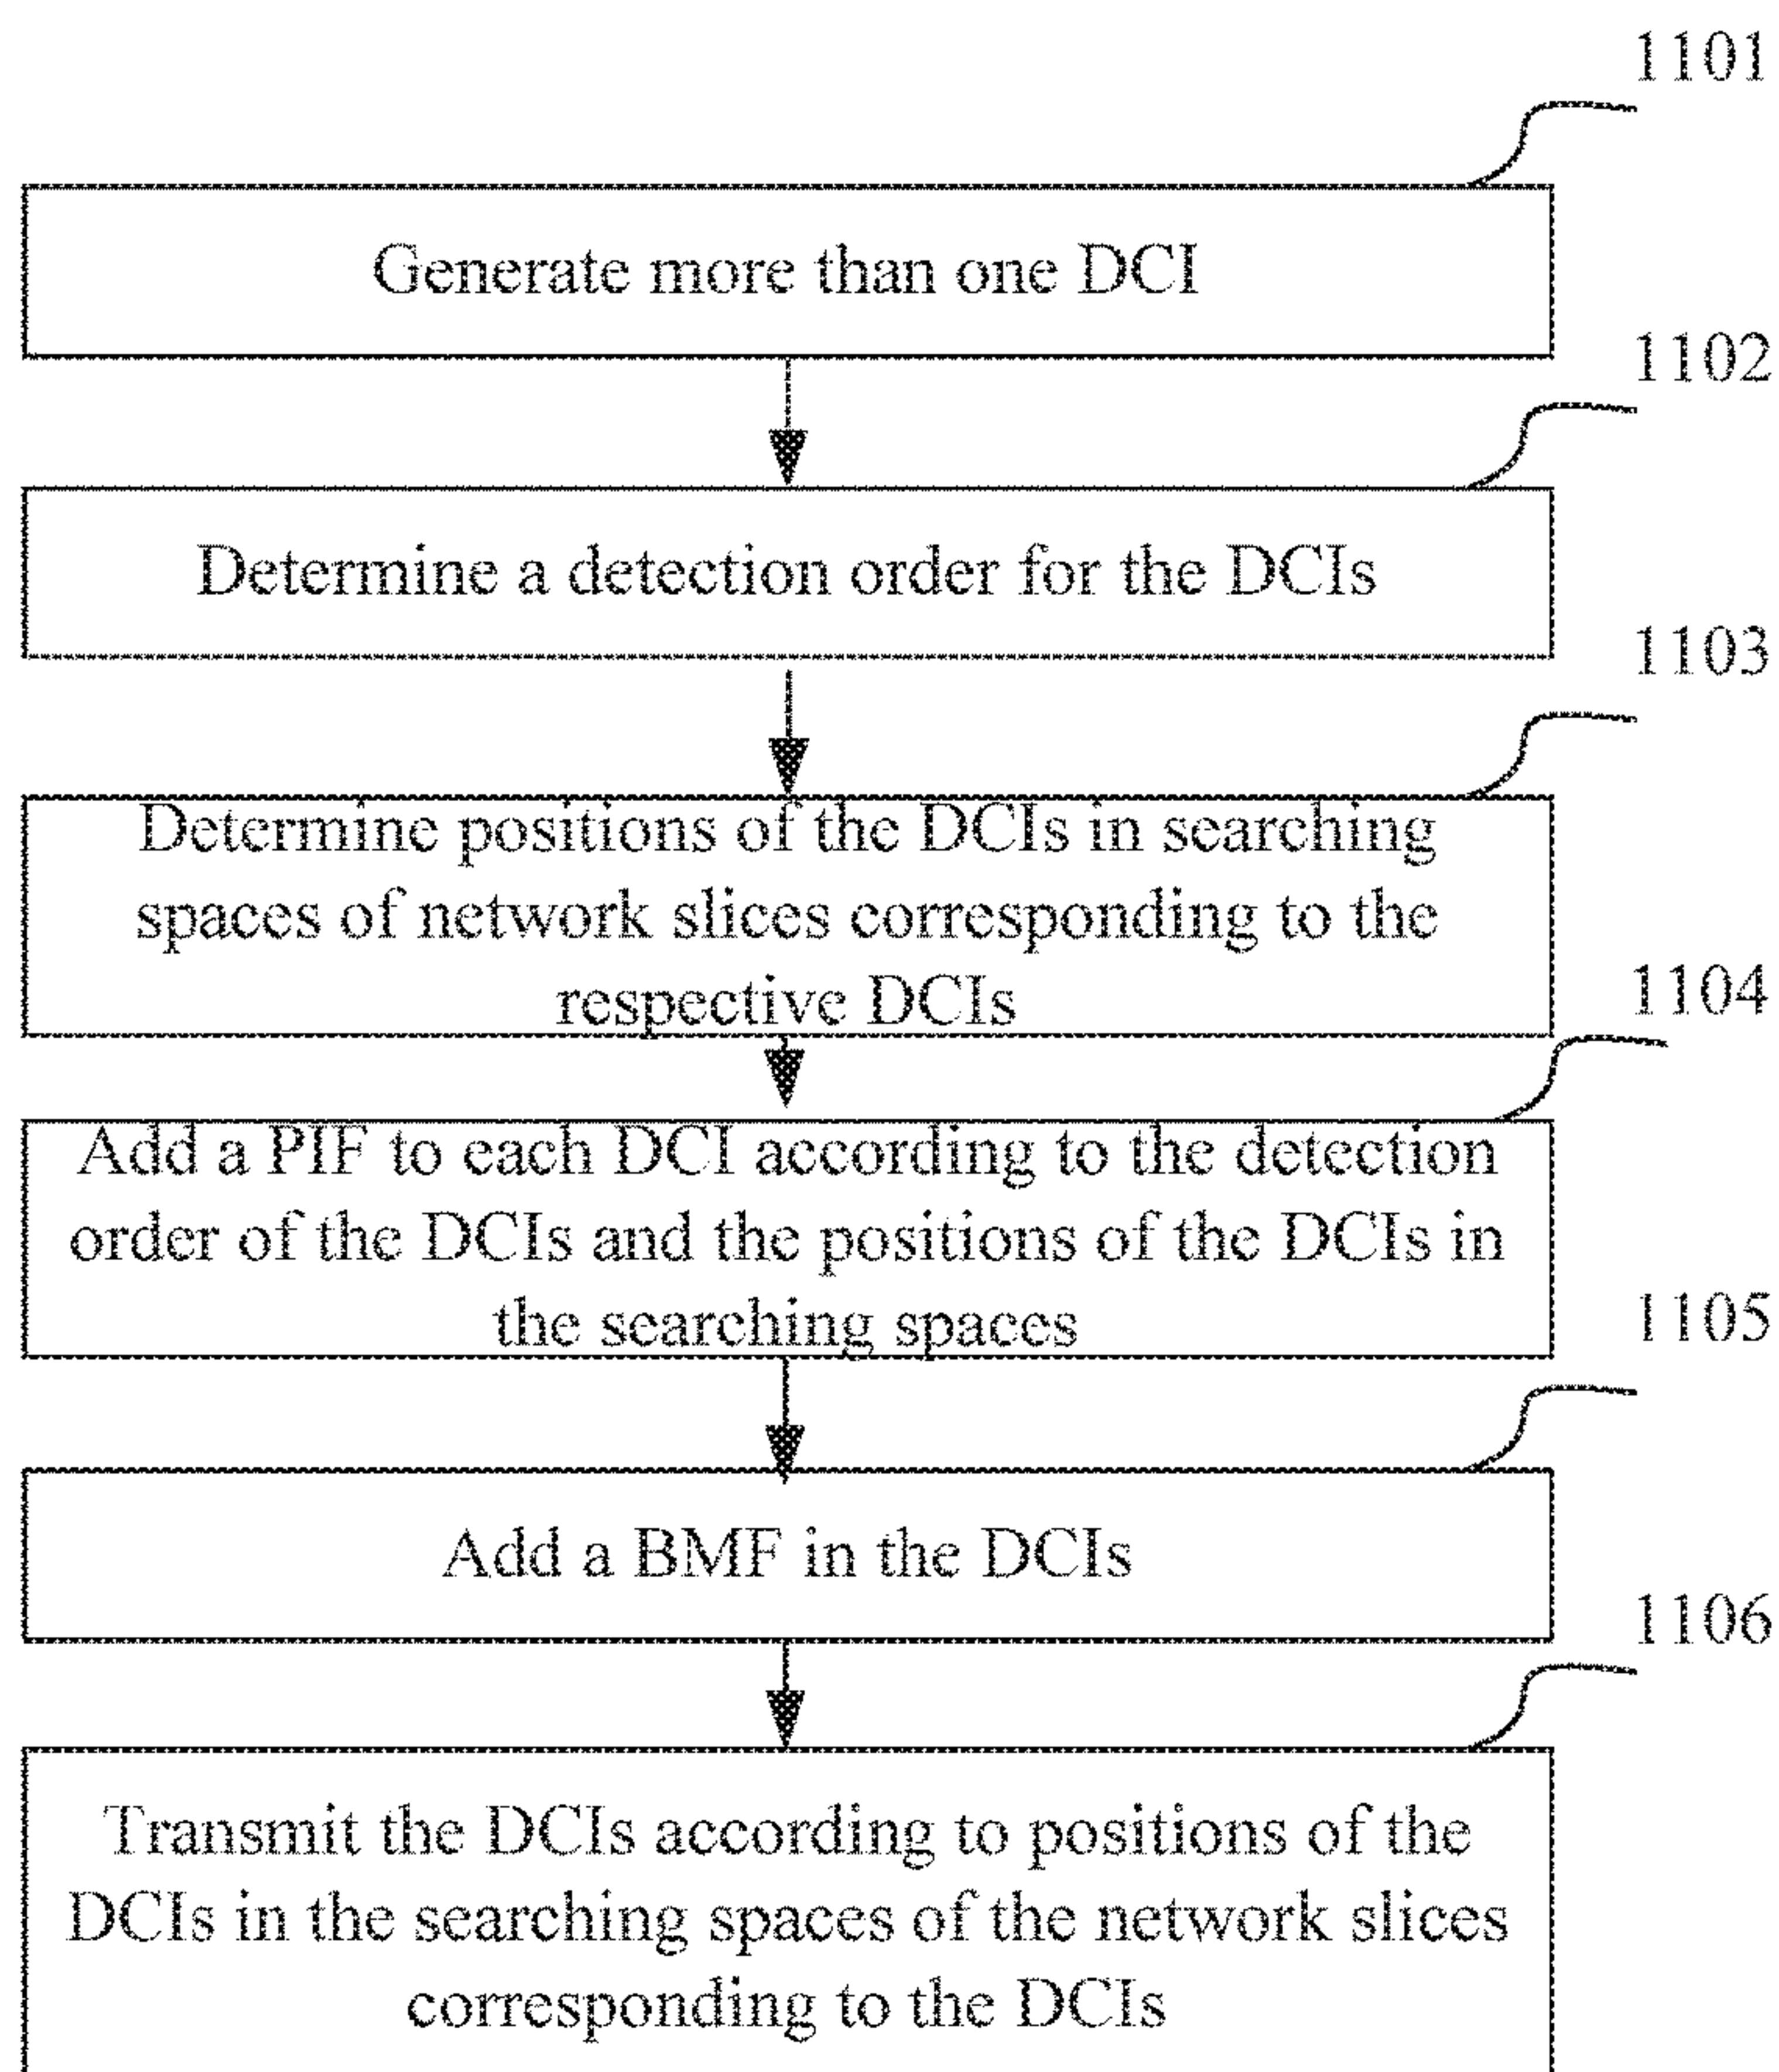 1101
Generate more than one DCI
1102
Determine a detection order for the DCIs
1103
Determine positions of the DCIs in searching
spaces of network slices corresponding to the
respective DCIs
1104
Add a PIF to each DCI according to the detection
order of the DCIs and the positions of the DCIs in
the searching spaces
1105
Add a BMF in the DCIs
1106
Transmit the DCIs according to positions of the
DCIs in the searching spaces of the network slices
corresponding to the DCIs